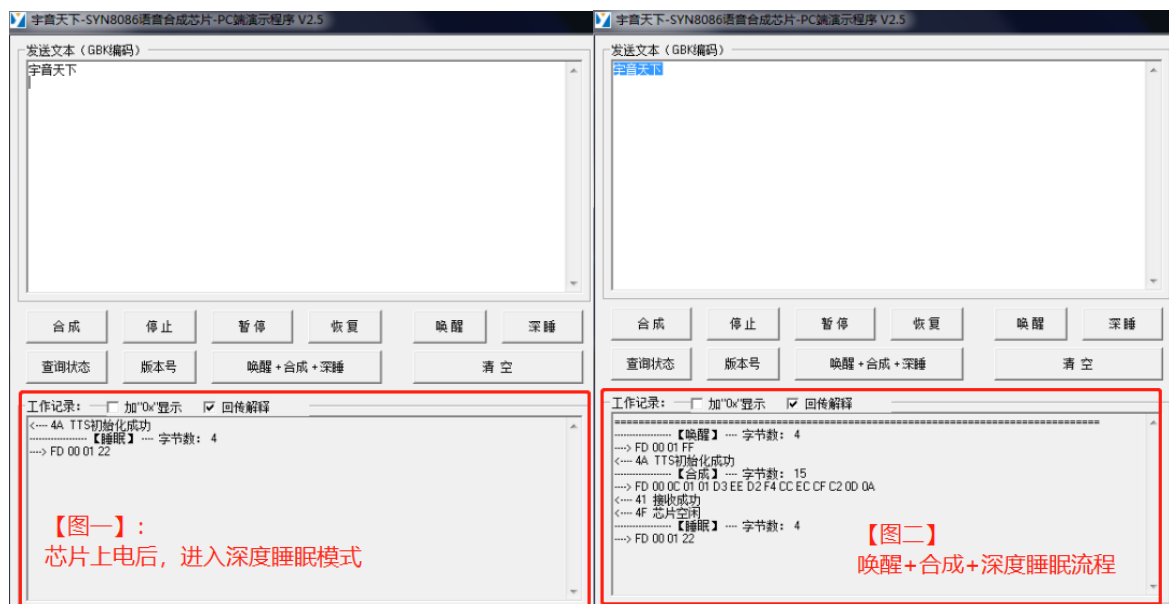 宇音天下-SYN8086语音合成芯片-PC端演示程序 V2.5
发送文本（GBK编码）
宇音天下
合成 停止 暂停 恢复 唤醒 深睡
查询状态 版本号 唤醒+合成+深睡 清空
工作记录： 加"0x"显示 回传解释
<---- 4A TTS初始化成功
-----------------【睡眠】---- 字节数： 4
----> FD 00 01 22
【图一】：
芯片上电后，进入深度睡眠模式
宇音天下-SYN8086语音合成芯片-PC端演示程序 V2.5
发送文本（GBK编码）
宇音天下
合成 停止 暂停 恢复 唤醒 深睡
查询状态 版本号 唤醒+合成+深睡 清空
工作记录： 加"0x"显示 回传解释
================================================================================
-----------------【唤醒】---- 字节数： 4
----> FD 00 01 FF
<---- 4A TTS初始化成功
-----------------【合成】---- 字节数： 15
----> FD 00 0C 01 01 D3 EE D2 F4 CC EC CF C2 0D 0A
<---- 41 接收成功
<---- 4F 芯片空闲
-----------------【睡眠】---- 字节数： 4
----> FD 00 01 22
【图二】
唤醒+合成+深度睡眠流程